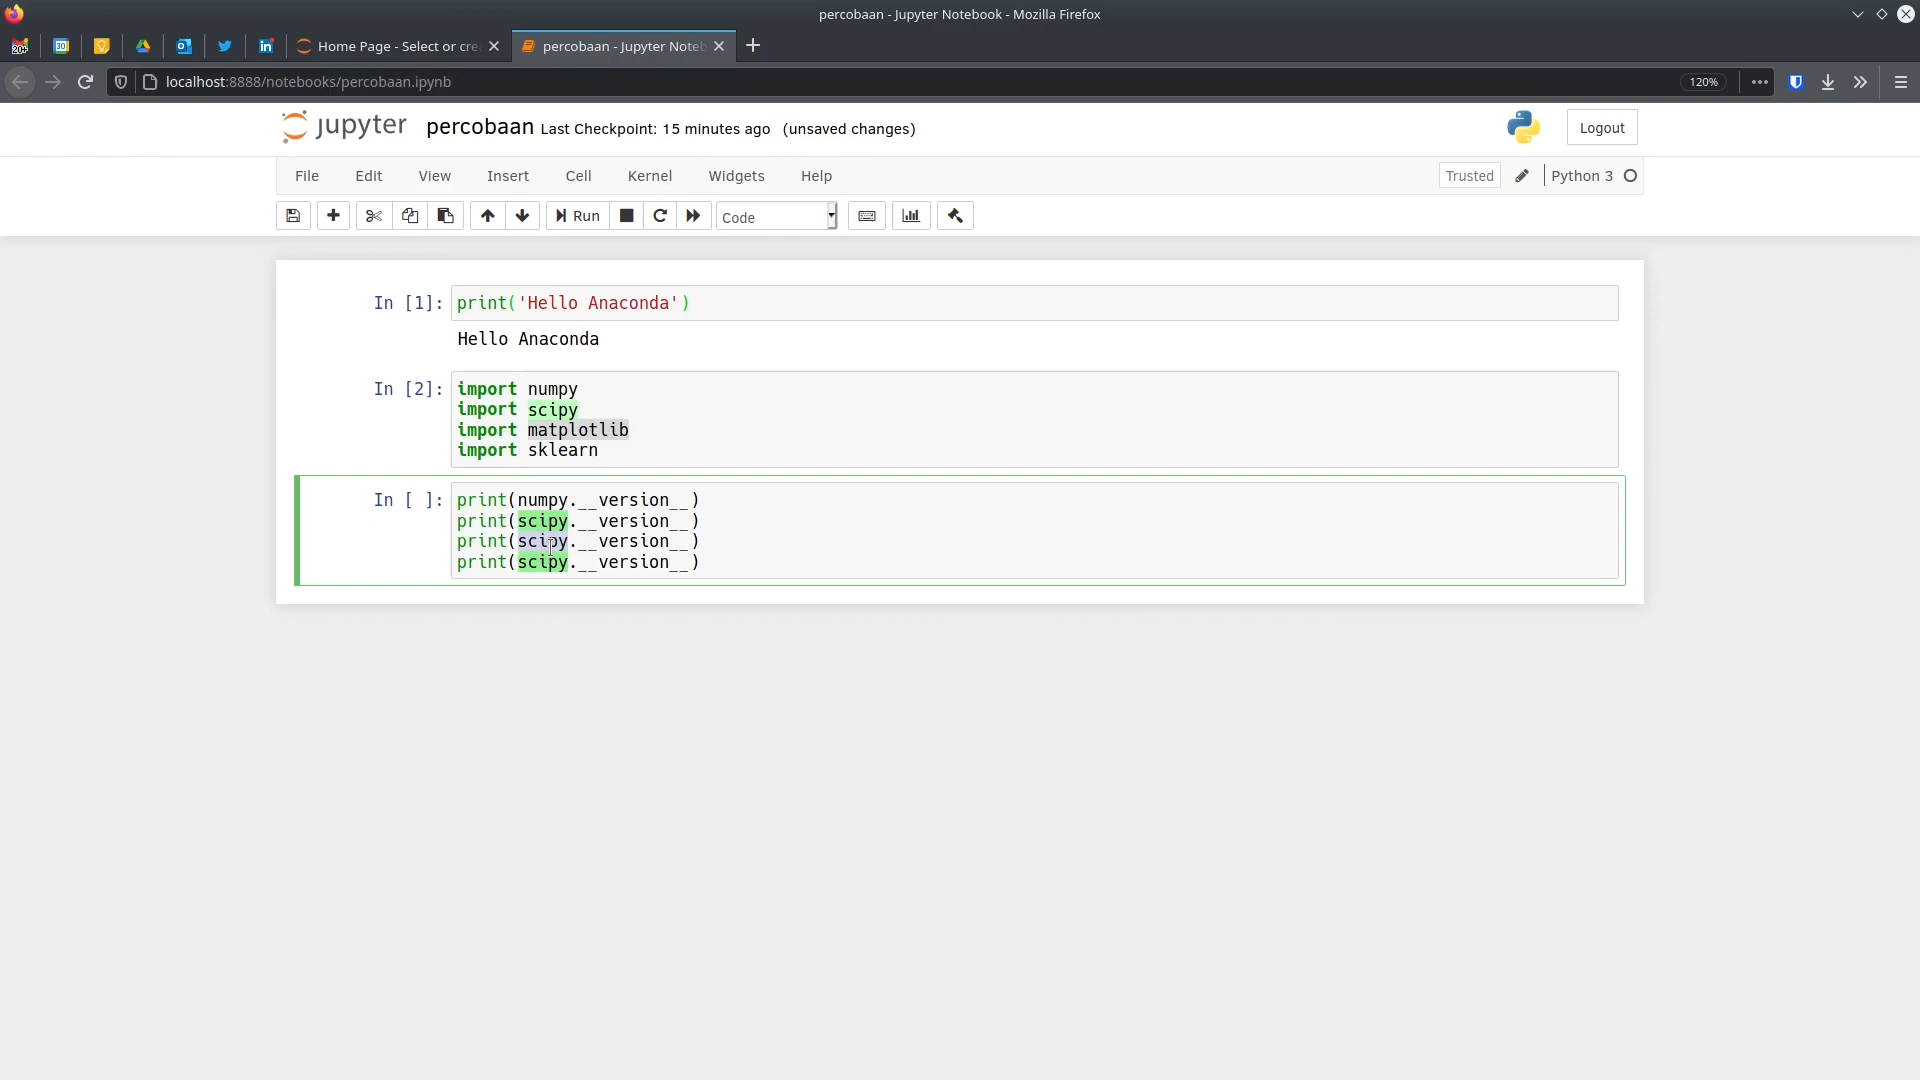 percobaan - Jupyter Notebook - Mozilla Firefox
20+
30
Home Page - Select or cre
percobaan - Jupyter Noteb
localhost:8888/notebooks/percobaan.ipynb
120%
jupyter percobaan Last Checkpoint: 15 minutes ago (unsaved changes)
Logout
File Edit View Insert Cell Kernel Widgets Help
Trusted
Python 3
Run
Code
In [1]: print('Hello Anaconda')
Hello Anaconda
In [2]: import numpy
import scipy
import matplotlib
import sklearn
In [ ]: print(numpy.__version__)
print(scipy.__version__)
print(scipy.__version__)
print(scipy.__version__)